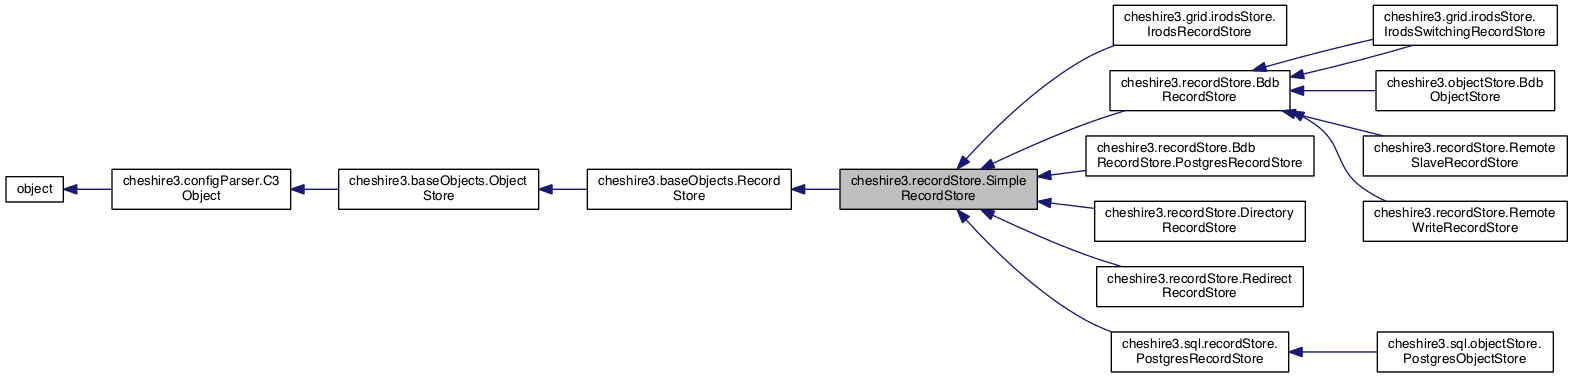 object
cheshire3.configParser.C3
Object
cheshire3.baseObjects.Object
Store
cheshire3.baseObjects.Record
Store
cheshire3.recordStore.Simple
RecordStore
cheshire3.grid.irodsStore.
IrodsRecordStore
cheshire3.recordStore.Bdb
RecordStore
cheshire3.recordStore.Bdb
RecordStore.PostgresRecordStore
cheshire3.recordStore.Directory
RecordStore
cheshire3.recordStore.Redirect
RecordStore
cheshire3.sql.recordStore.
PostgresRecordStore
cheshire3.grid.irodsStore.
IrodsSwitchingRecordStore
cheshire3.objectStore.Bdb
ObjectStore
cheshire3.recordStore.Remote
SlaveRecordStore
cheshire3.recordStore.Remote
WriteRecordStore
cheshire3.sql.objectStore.
PostgresObjectStore